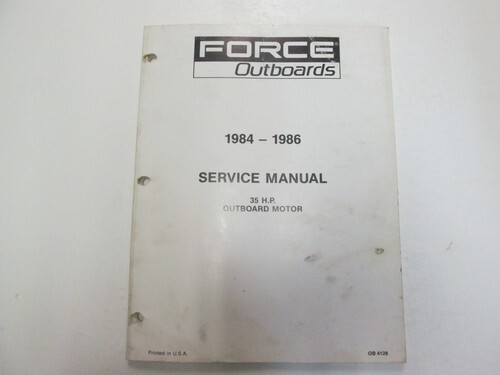 FORCE
Outboards
1984 – 1986
SERVICE MANUAL
35 H.P.
OUTBOARD MOTOR
Printed in U.S.A.
OB 4128